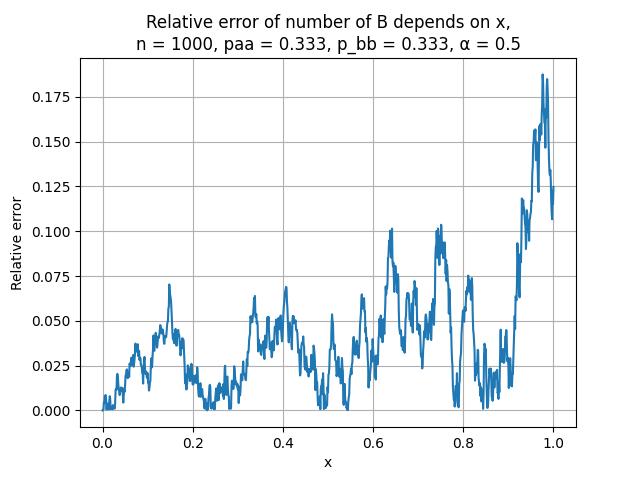 Relative error of number of B depends on x,
n = 1000, paa = 0.333, p_bb = 0.333, α = 0.5
0.175
0.150
0.125
0.100
0.075
0.050
0.025
0.000
Relative error
0.0 0.2 0.4 0.6 0.8 1.0
x